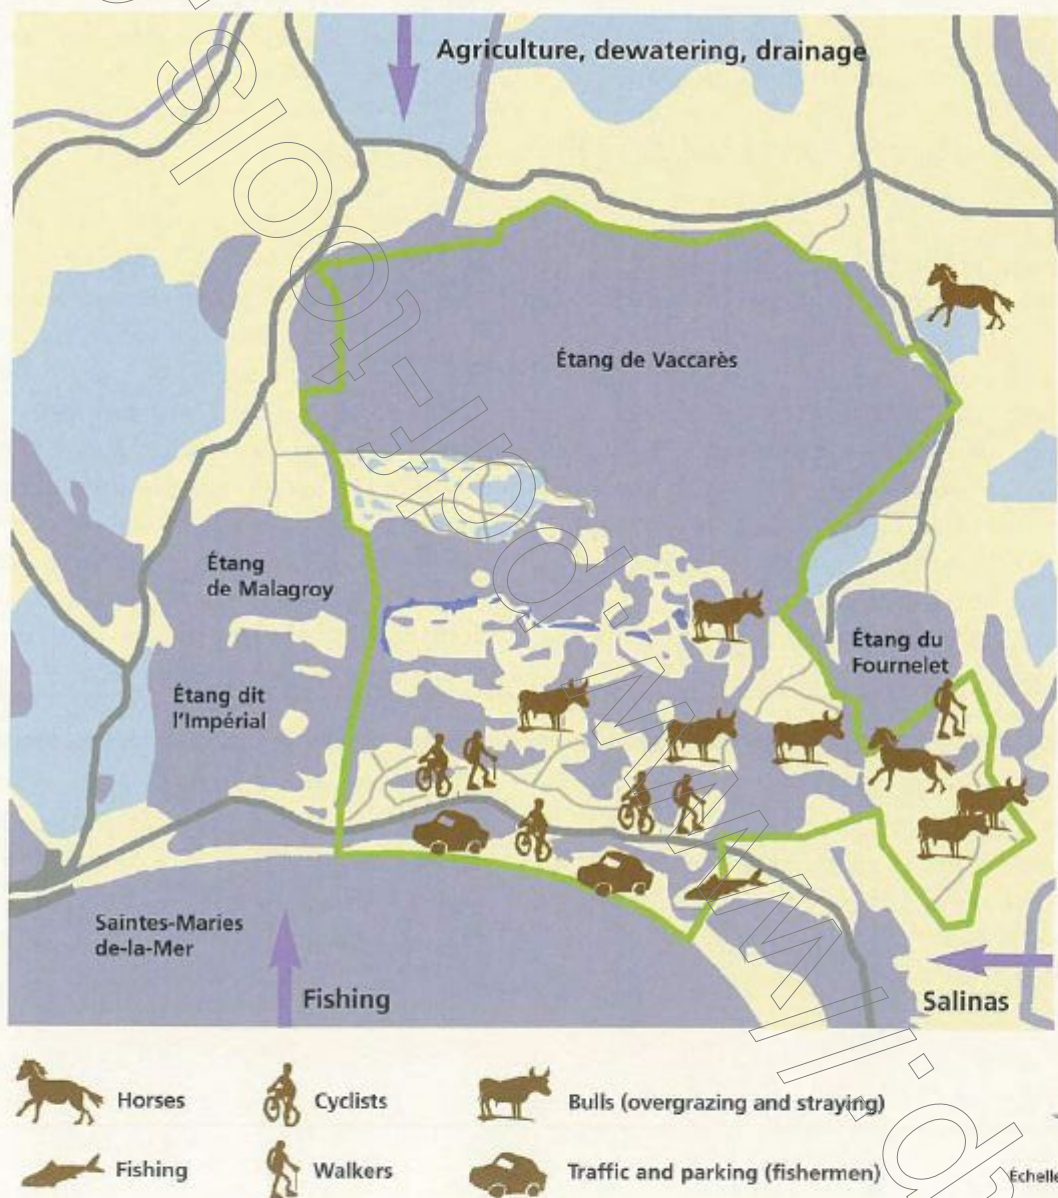 Agriculture, dewatering, drainage
Étang de Vaccarès
Étang
de Malagroy
Étang du
Fournelet
Étang dit
l'Impérial
Saintes-Maries
de-la-Mer
Fishing
Salinas
Horses
Cyclists
Bulls (overgrazing and straying)
Fishing
Walkers
Traffic and parking (fishermen)